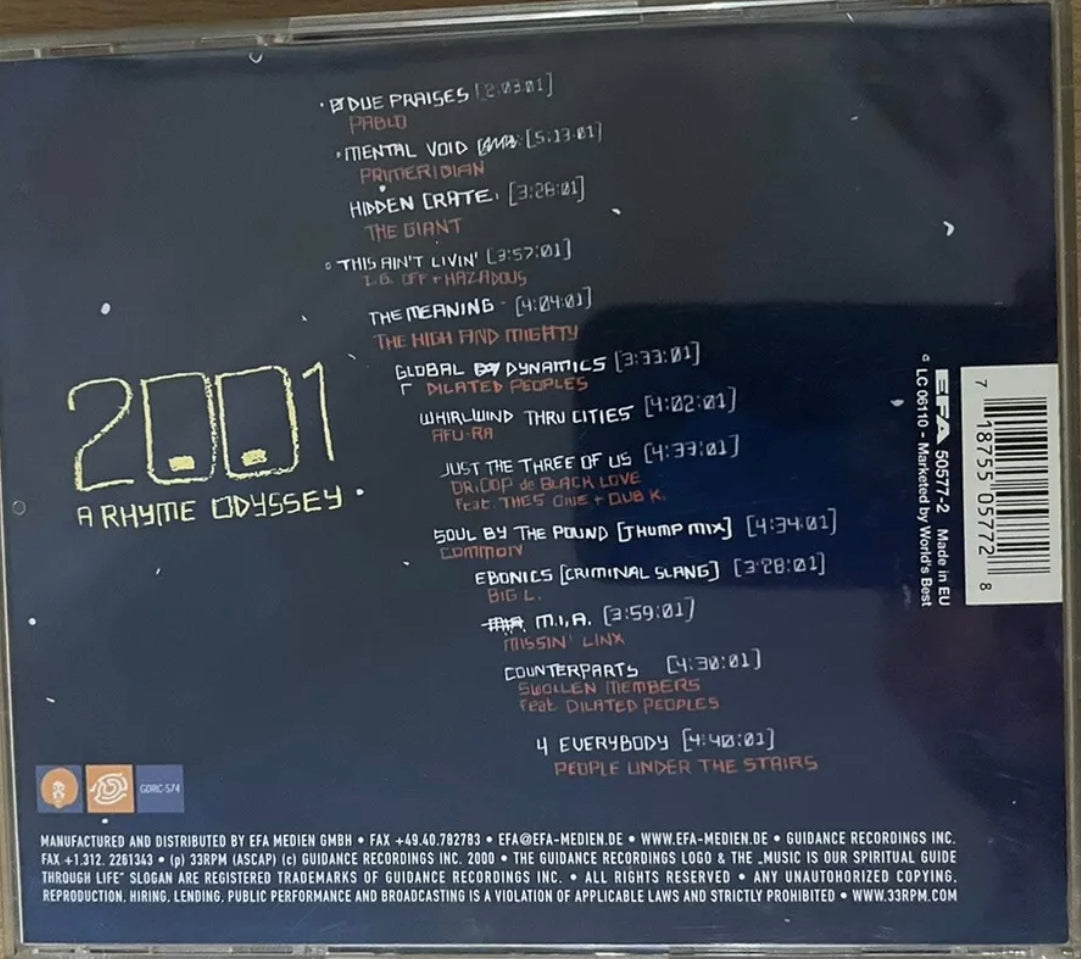 DUE PRAISES [2:03:01]
PABLO
MENTAL VOID [5:13:01]
PRIMERIDIAN
HIDDEN CRATE. [3:28:01]
THE GIANT
THIS AIN'T LIVIN' [3:57:01]
I.G. OFF + HAZADOUS
THE MEANING - [4:04:01]
THE HIGH AND MIGHTY
GLOBAL DYNAMICS [3:33:01]
DILATED PEOPLES
WHIRLWIND THRU CITIES [4:02:01]
AFU-RA
JUST THE THREE OF US [4:33:01]
DR.OOP de BLACK LOVE
feat. THES ONE + DUB K.
SOUL BY THE POUND [THUMP MIX] [4:34:01]
COMMON
EBONICS [CRIMINAL SLANG] [3:28:01]
BIG L.
M.I.A. [3:59:01]
MISSIN' LINX
COUNTERPARTS [4:30:01]
SWOLLEN MEMBERS
feat. DILATED PEOPLES
4 EVERYBODY [4:40:01]
PEOPLE UNDER THE STAIRS
2001
A RHYME ODYSSEY
EFA 50577-2 Made in EU
LC 06110 - Marketed by World's Best
7 18755 05772 8
GDRC-574
MANUFACTURED AND DISTRIBUTED BY EFA MEDIEN GMBH • FAX +49.40.782783 • EFA@EFA-MEDIEN.DE • WWW.EFA-MEDIEN.DE • GUIDANCE RECORDINGS INC.
FAX +1.312. 2261343 • (p) 33RPM (ASCAP) (c) GUIDANCE RECORDINGS INC. 2000 • THE GUIDANCE RECORDINGS LOGO & THE „MUSIC IS OUR SPIRITUAL GUIDE
THROUGH LIFE" SLOGAN ARE REGISTERED TRADEMARKS OF GUIDANCE RECORDINGS INC. • ALL RIGHTS RESERVED • ANY UNAUTOHORIZED COPYING,
REPRODUCTION, HIRING, LENDING, PUBLIC PERFORMANCE AND BROADCASTING IS A VIOLATION OF APPLICABLE LAWS AND STRICTLY PROHIBITED • WWW.33RPM.COM